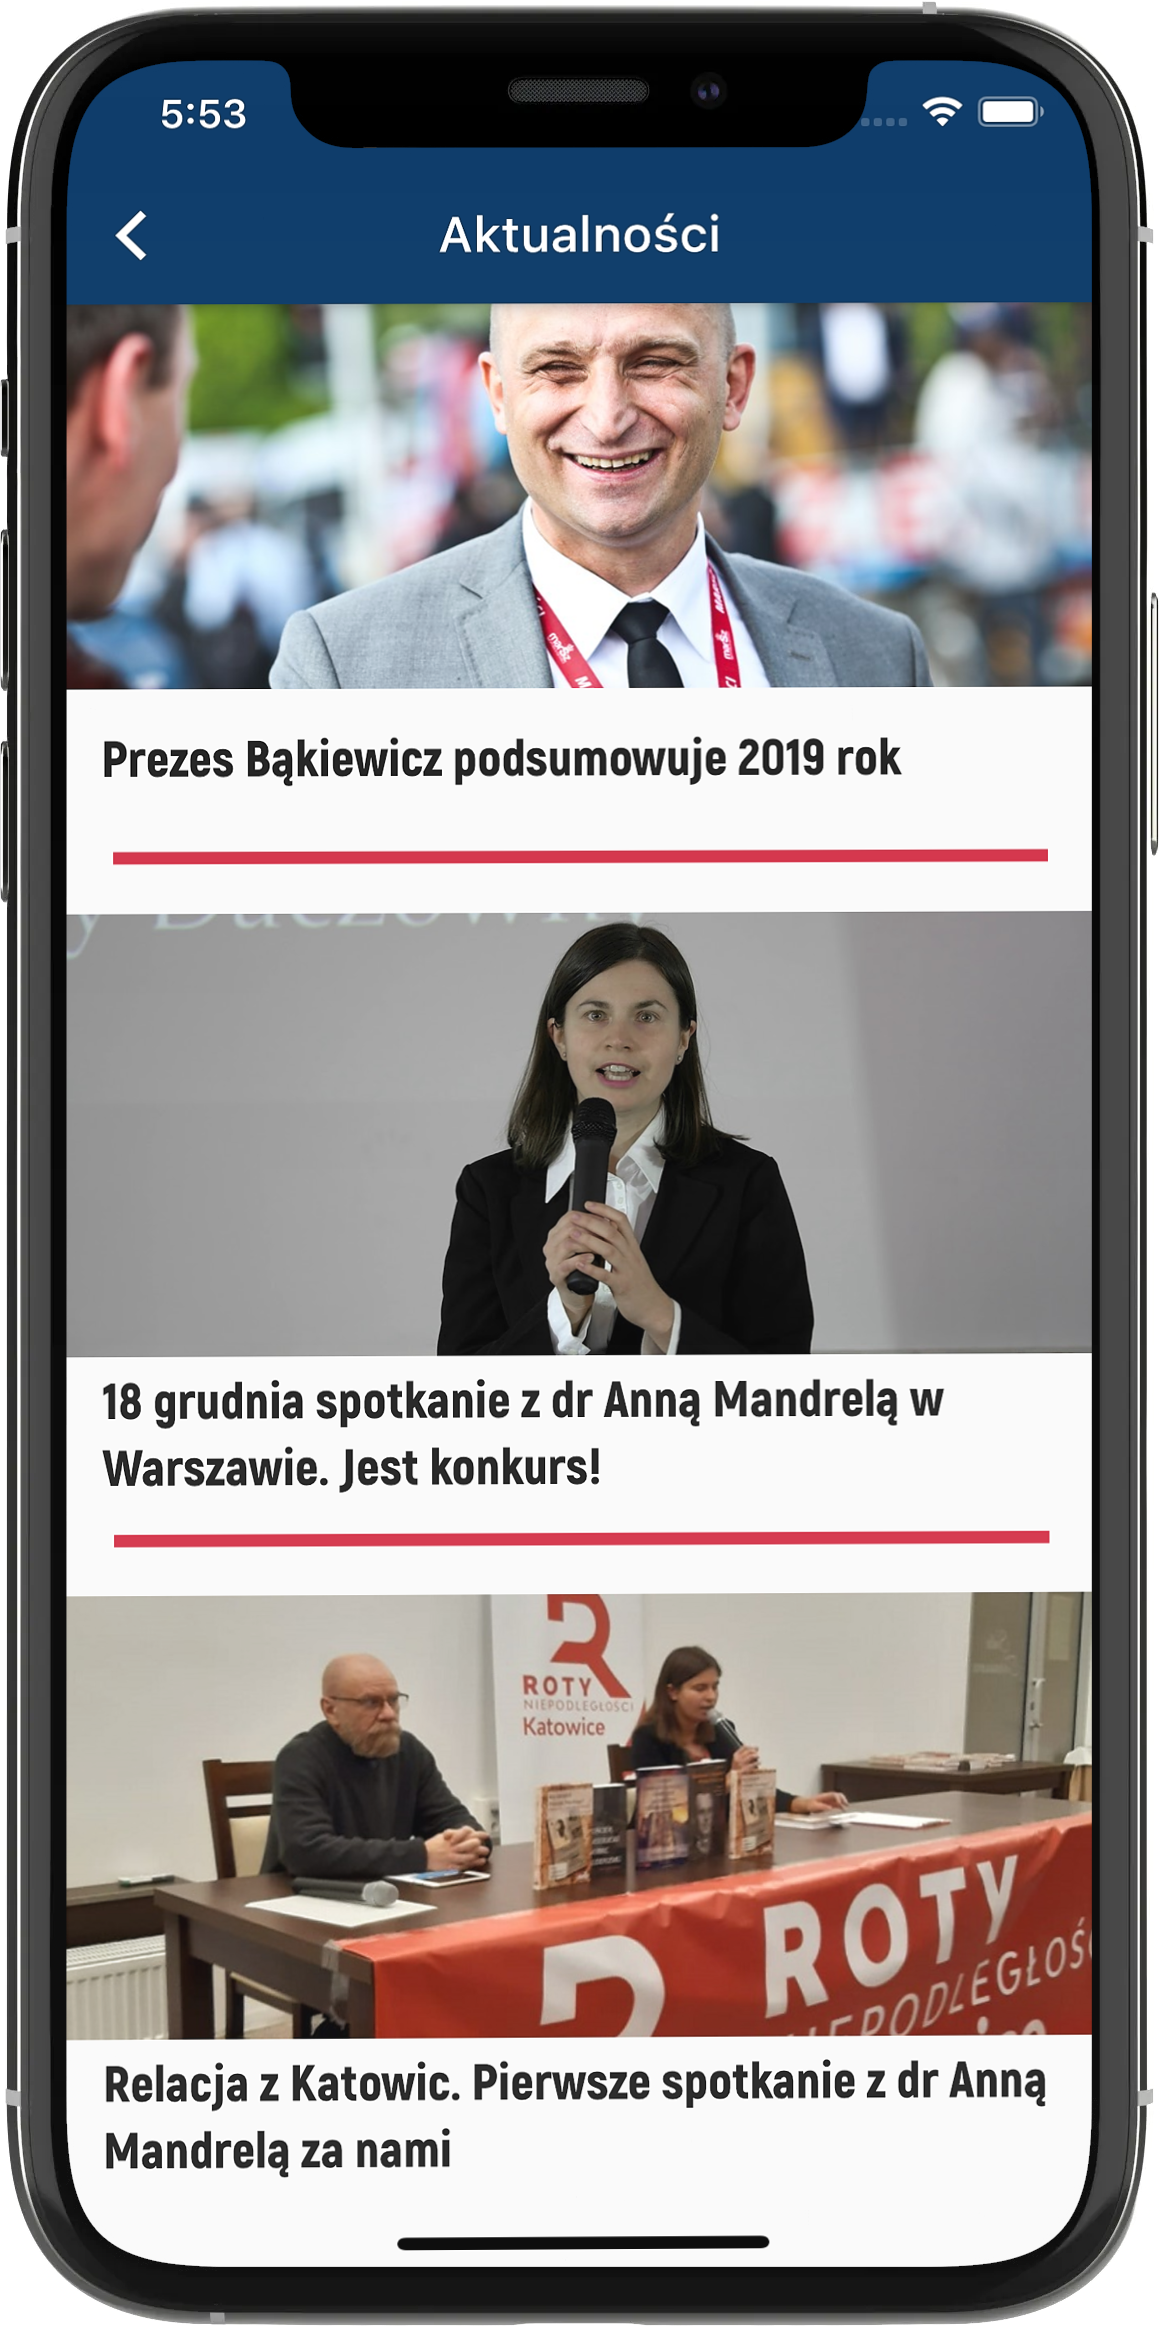 5:53
Aktualności
Prezes Bąkiewicz podsumowuje 2019 rok
18 grudnia spotkanie z dr Anną Mandrelą w
Warszawie. Jest konkurs!
ROTY
NIEPODLEGŁOŚCI
Katowice
ROTY
Relacja z Katowic. Pierwsze spotkanie z dr Anną
Mandrelą za nami